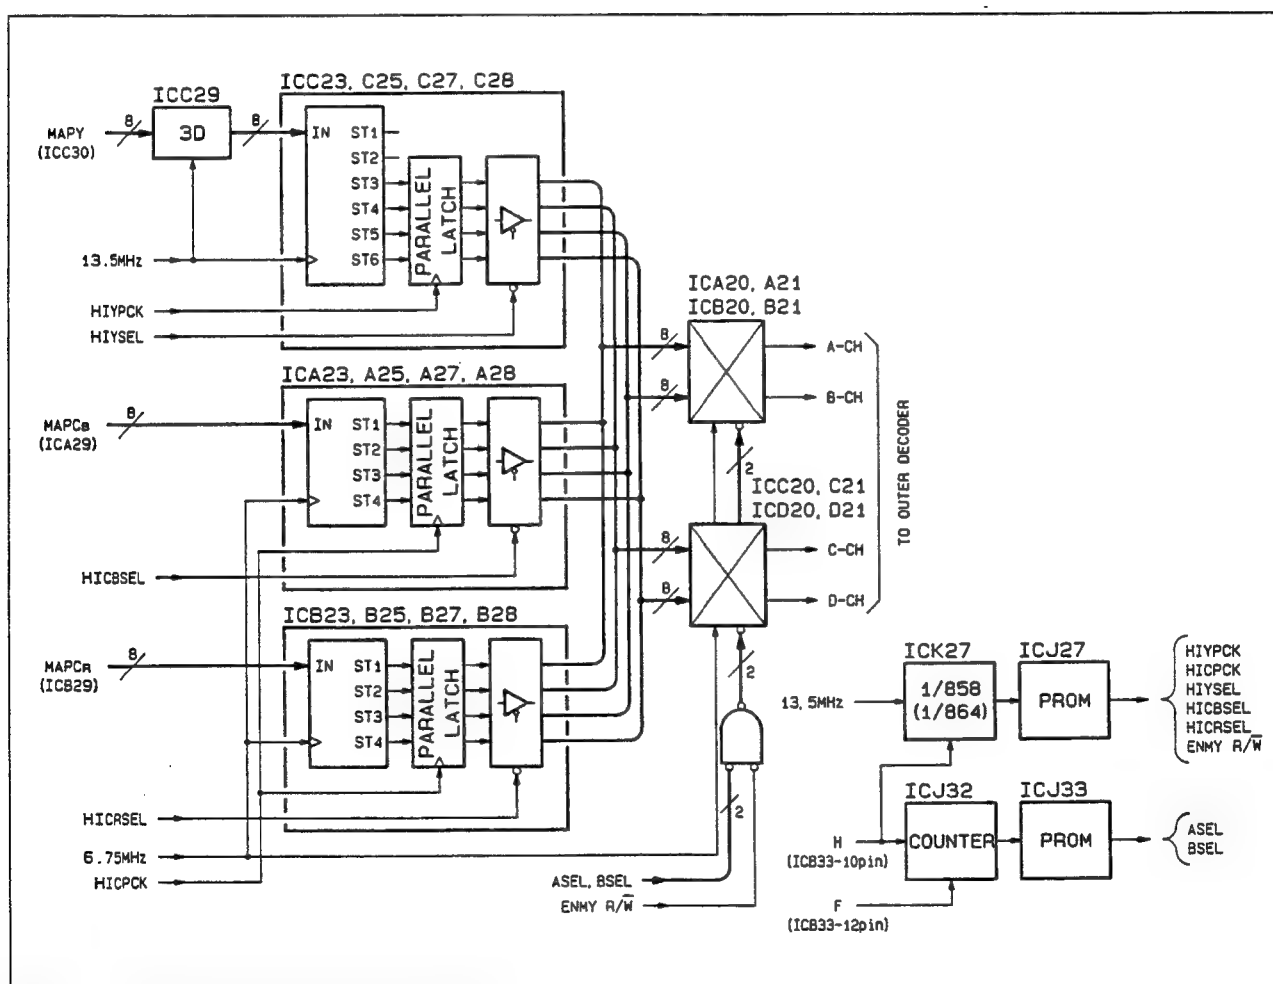 ICC23, C25, C27, C28
ICC29
8
8
3D
MAPY
(ICC30)
IN
ST1
ST2
ST3
ST4
ST5
ST6
PARALLEL
LATCH
13.5MHz
HIYPCK
HIYSEL
ICA20, A21
ICB20, B21
8
8
A-CH
B-CH
2
ICA23, A25, A27, A28
MAPCB
(ICA29)
8
IN
ST1
ST2
ST3
ST4
PARALLEL
LATCH
HICBSEL
ICC20, C21
ICD20, D21
8
8
C-CH
D-CH
2
TO OUTER DECODER
ICB23, B25, B27, B28
MAPCR
(ICB29)
8
IN
ST1
ST2
ST3
ST4
PARALLEL
LATCH
HICRSEL
6.75MHz
HICPCK
2
ASEL, BSEL
ENMY R/W̅
ICK27
ICJ27
13.5MHz
1/858
(1/864)
PROM
HIYPCK
HICPCK
HIYSEL
HICBSEL
HICRSEL
ENMY R/W̅
ICJ32
ICJ33
H
(ICB33-10pin)
COUNTER
PROM
ASEL
BSEL
F
(ICB33-12pin)